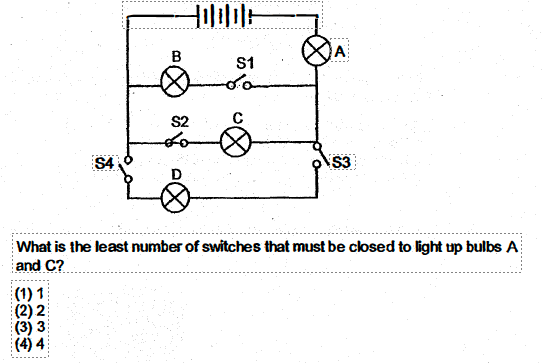 A
B
S1
S2
C
S4
S3
D
What is the least number of switches that must be closed to light up bulbs A
and C?
(1) 1
(2) 2
(3) 3
(4) 4